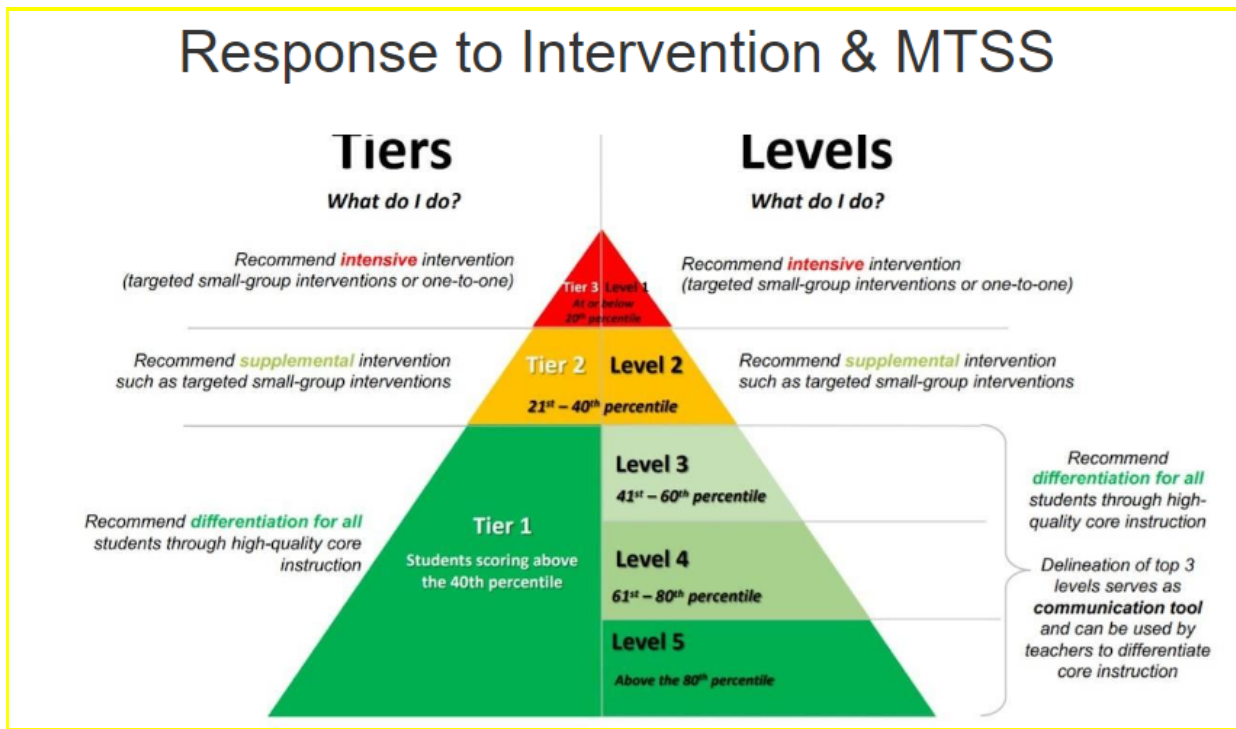 Response to Intervention & MTSS
Tiers
What do I do?
Levels
What do I do?
Recommend intensive intervention
(targeted small-group interventions or one-to-one)
Tier 3 Level 1
At or below
20th percentile
Recommend intensive intervention
(targeted small-group interventions or one-to-one)
Recommend supplemental intervention
such as targeted small-group interventions
Tier 2 Level 2
21st – 40th percentile
Recommend supplemental intervention
such as targeted small-group interventions
Recommend differentiation for all
students through high-quality core
instruction
Tier 1
Students scoring above
the 40th percentile
Level 3
41st – 60th percentile
Level 4
61st – 80th percentile
Level 5
Above the 80th percentile
Recommend
differentiation for all
students through high-
quality core instruction
Delineation of top 3
levels serves as
communication tool
and can be used by
teachers to differentiate
core instruction